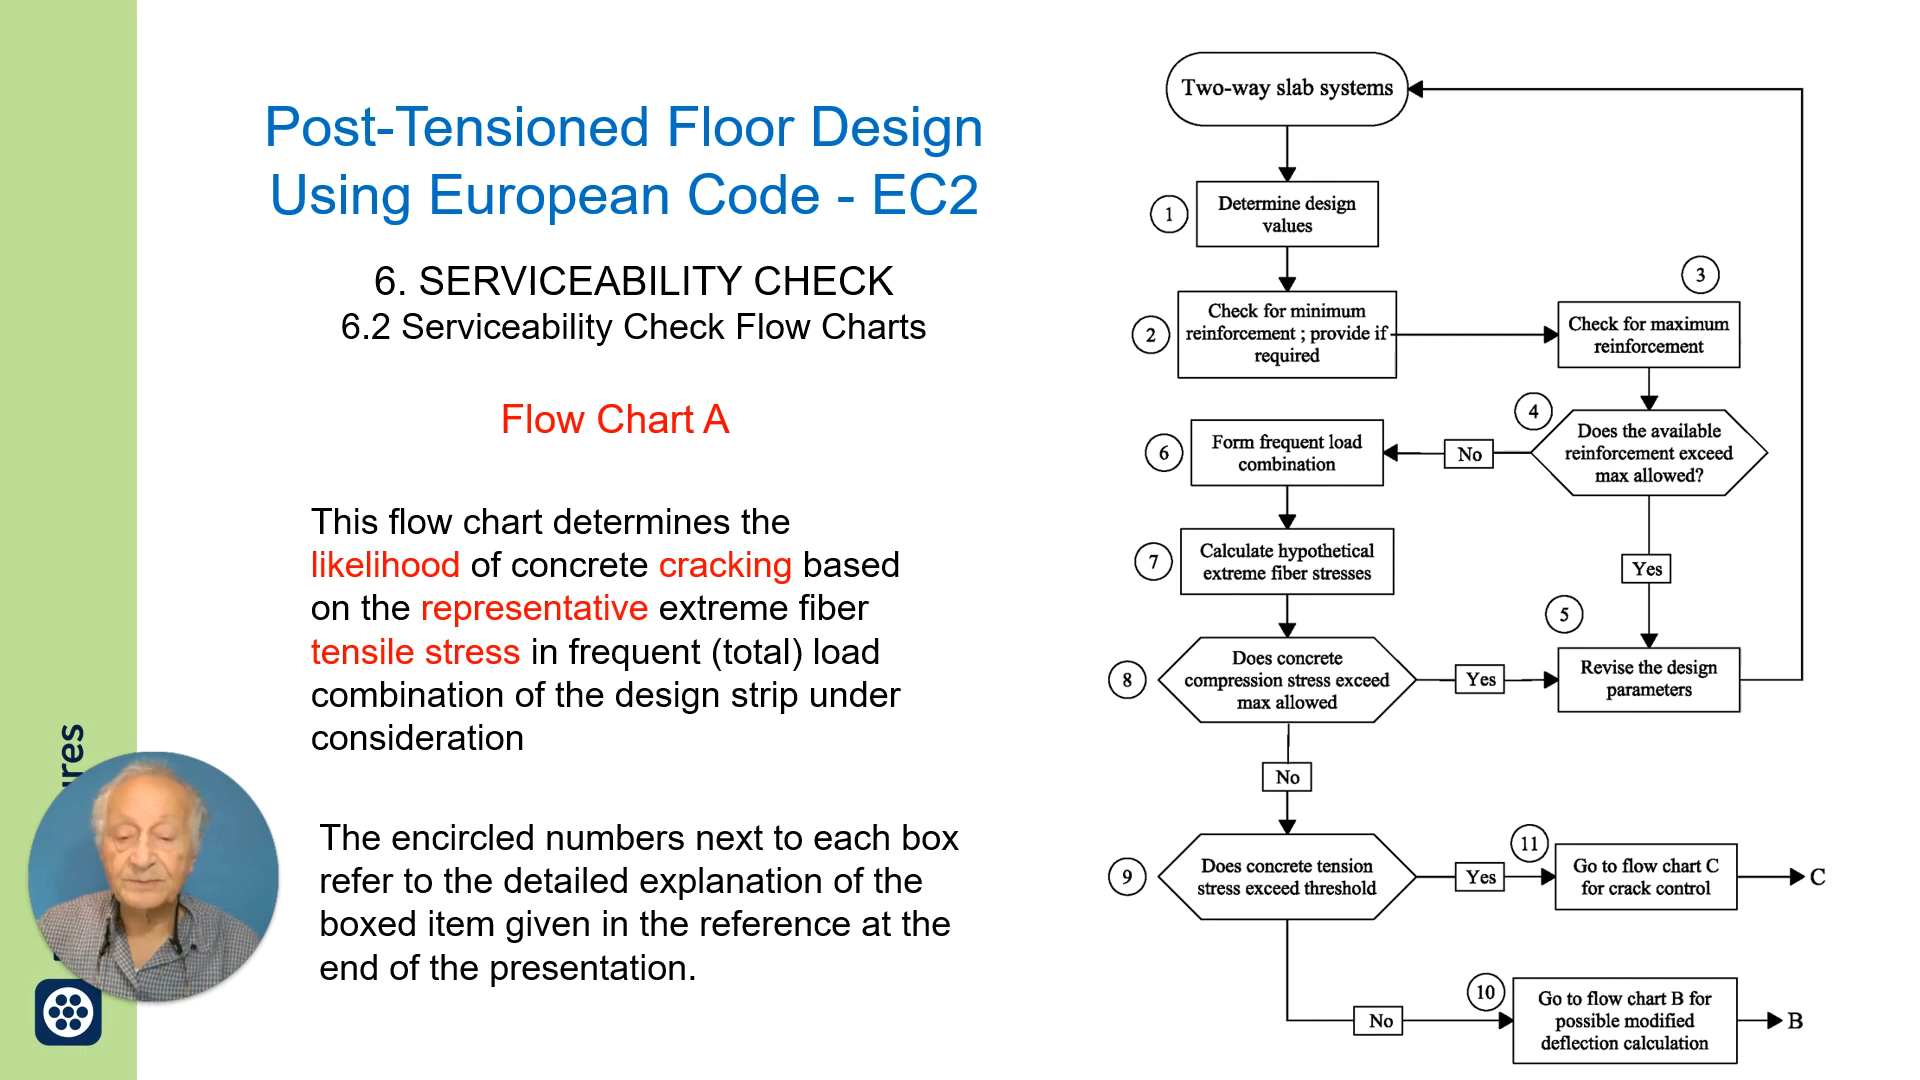 Post-Tensioned Floor Design
Using European Code - EC2
6. SERVICEABILITY CHECK
6.2 Serviceability Check Flow Charts
Flow Chart A
This flow chart determines the
likelihood of concrete cracking based
on the representative extreme fiber
tensile stress in frequent (total) load
combination of the design strip under
consideration
The encircled numbers next to each box
refer to the detailed explanation of the
boxed item given in the reference at the
end of the presentation.
Two-way slab systems
1
Determine design
values
2
Check for minimum
reinforcement ; provide if
required
3
Check for maximum
reinforcement
4
Does the available
reinforcement exceed
max allowed?
No
6
Form frequent load
combination
Yes
7
Calculate hypothetical
extreme fiber stresses
5
Revise the design
parameters
8
Does concrete
compression stress exceed
max allowed
Yes
No
9
Does concrete tension
stress exceed threshold
Yes
11
Go to flow chart C
for crack control
C
No
10
Go to flow chart B for
possible modified
deflection calculation
B